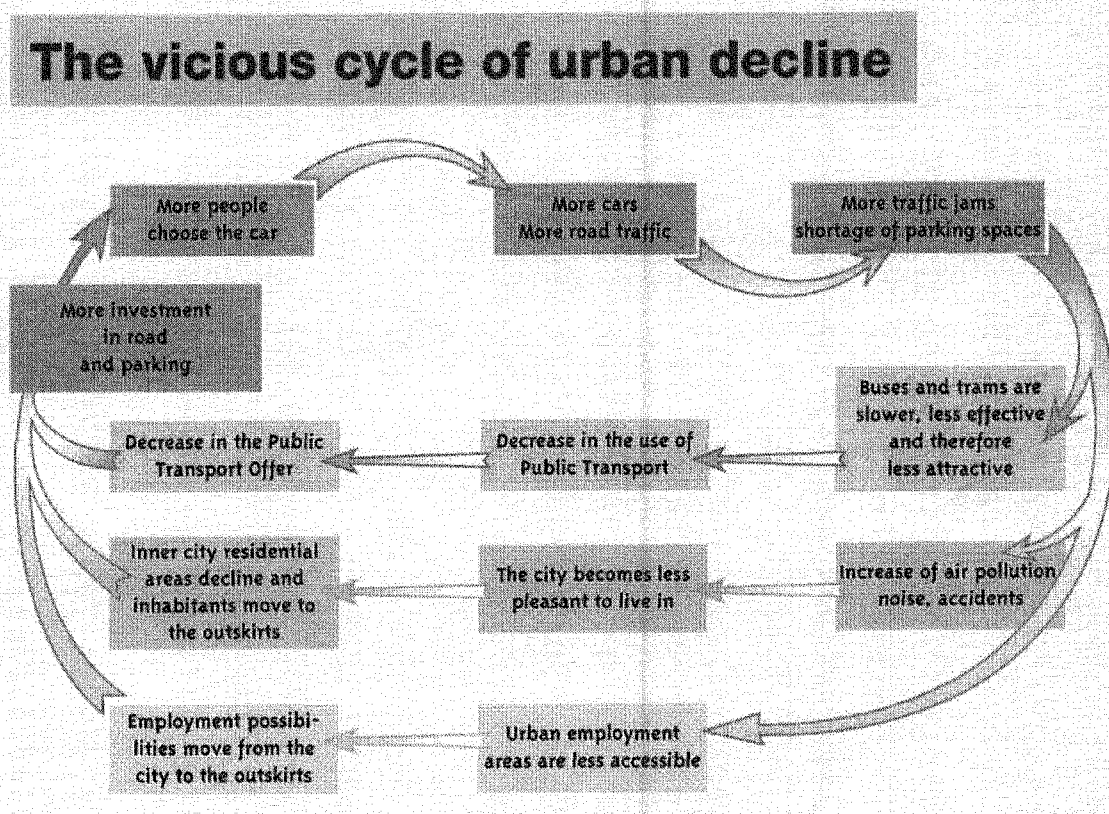 The vicious cycle of urban decline
More people
choose the car
More cars
More road traffic
More traffic jams
shortage of parking spaces
More investment
in road
and parking
Buses and trams are
slower, less effective
and therefore
less attractive
Decrease in the use of
Public Transport
Decrease in the Public
Transport Offer
Increase of air pollution
noise, accidents
The city becomes less
pleasant to live in
Inner city residential
areas decline and
inhabitants move to
the outskirts
Urban employment
areas are less accessible
Employment possibi-
lities move from the
city to the outskirts